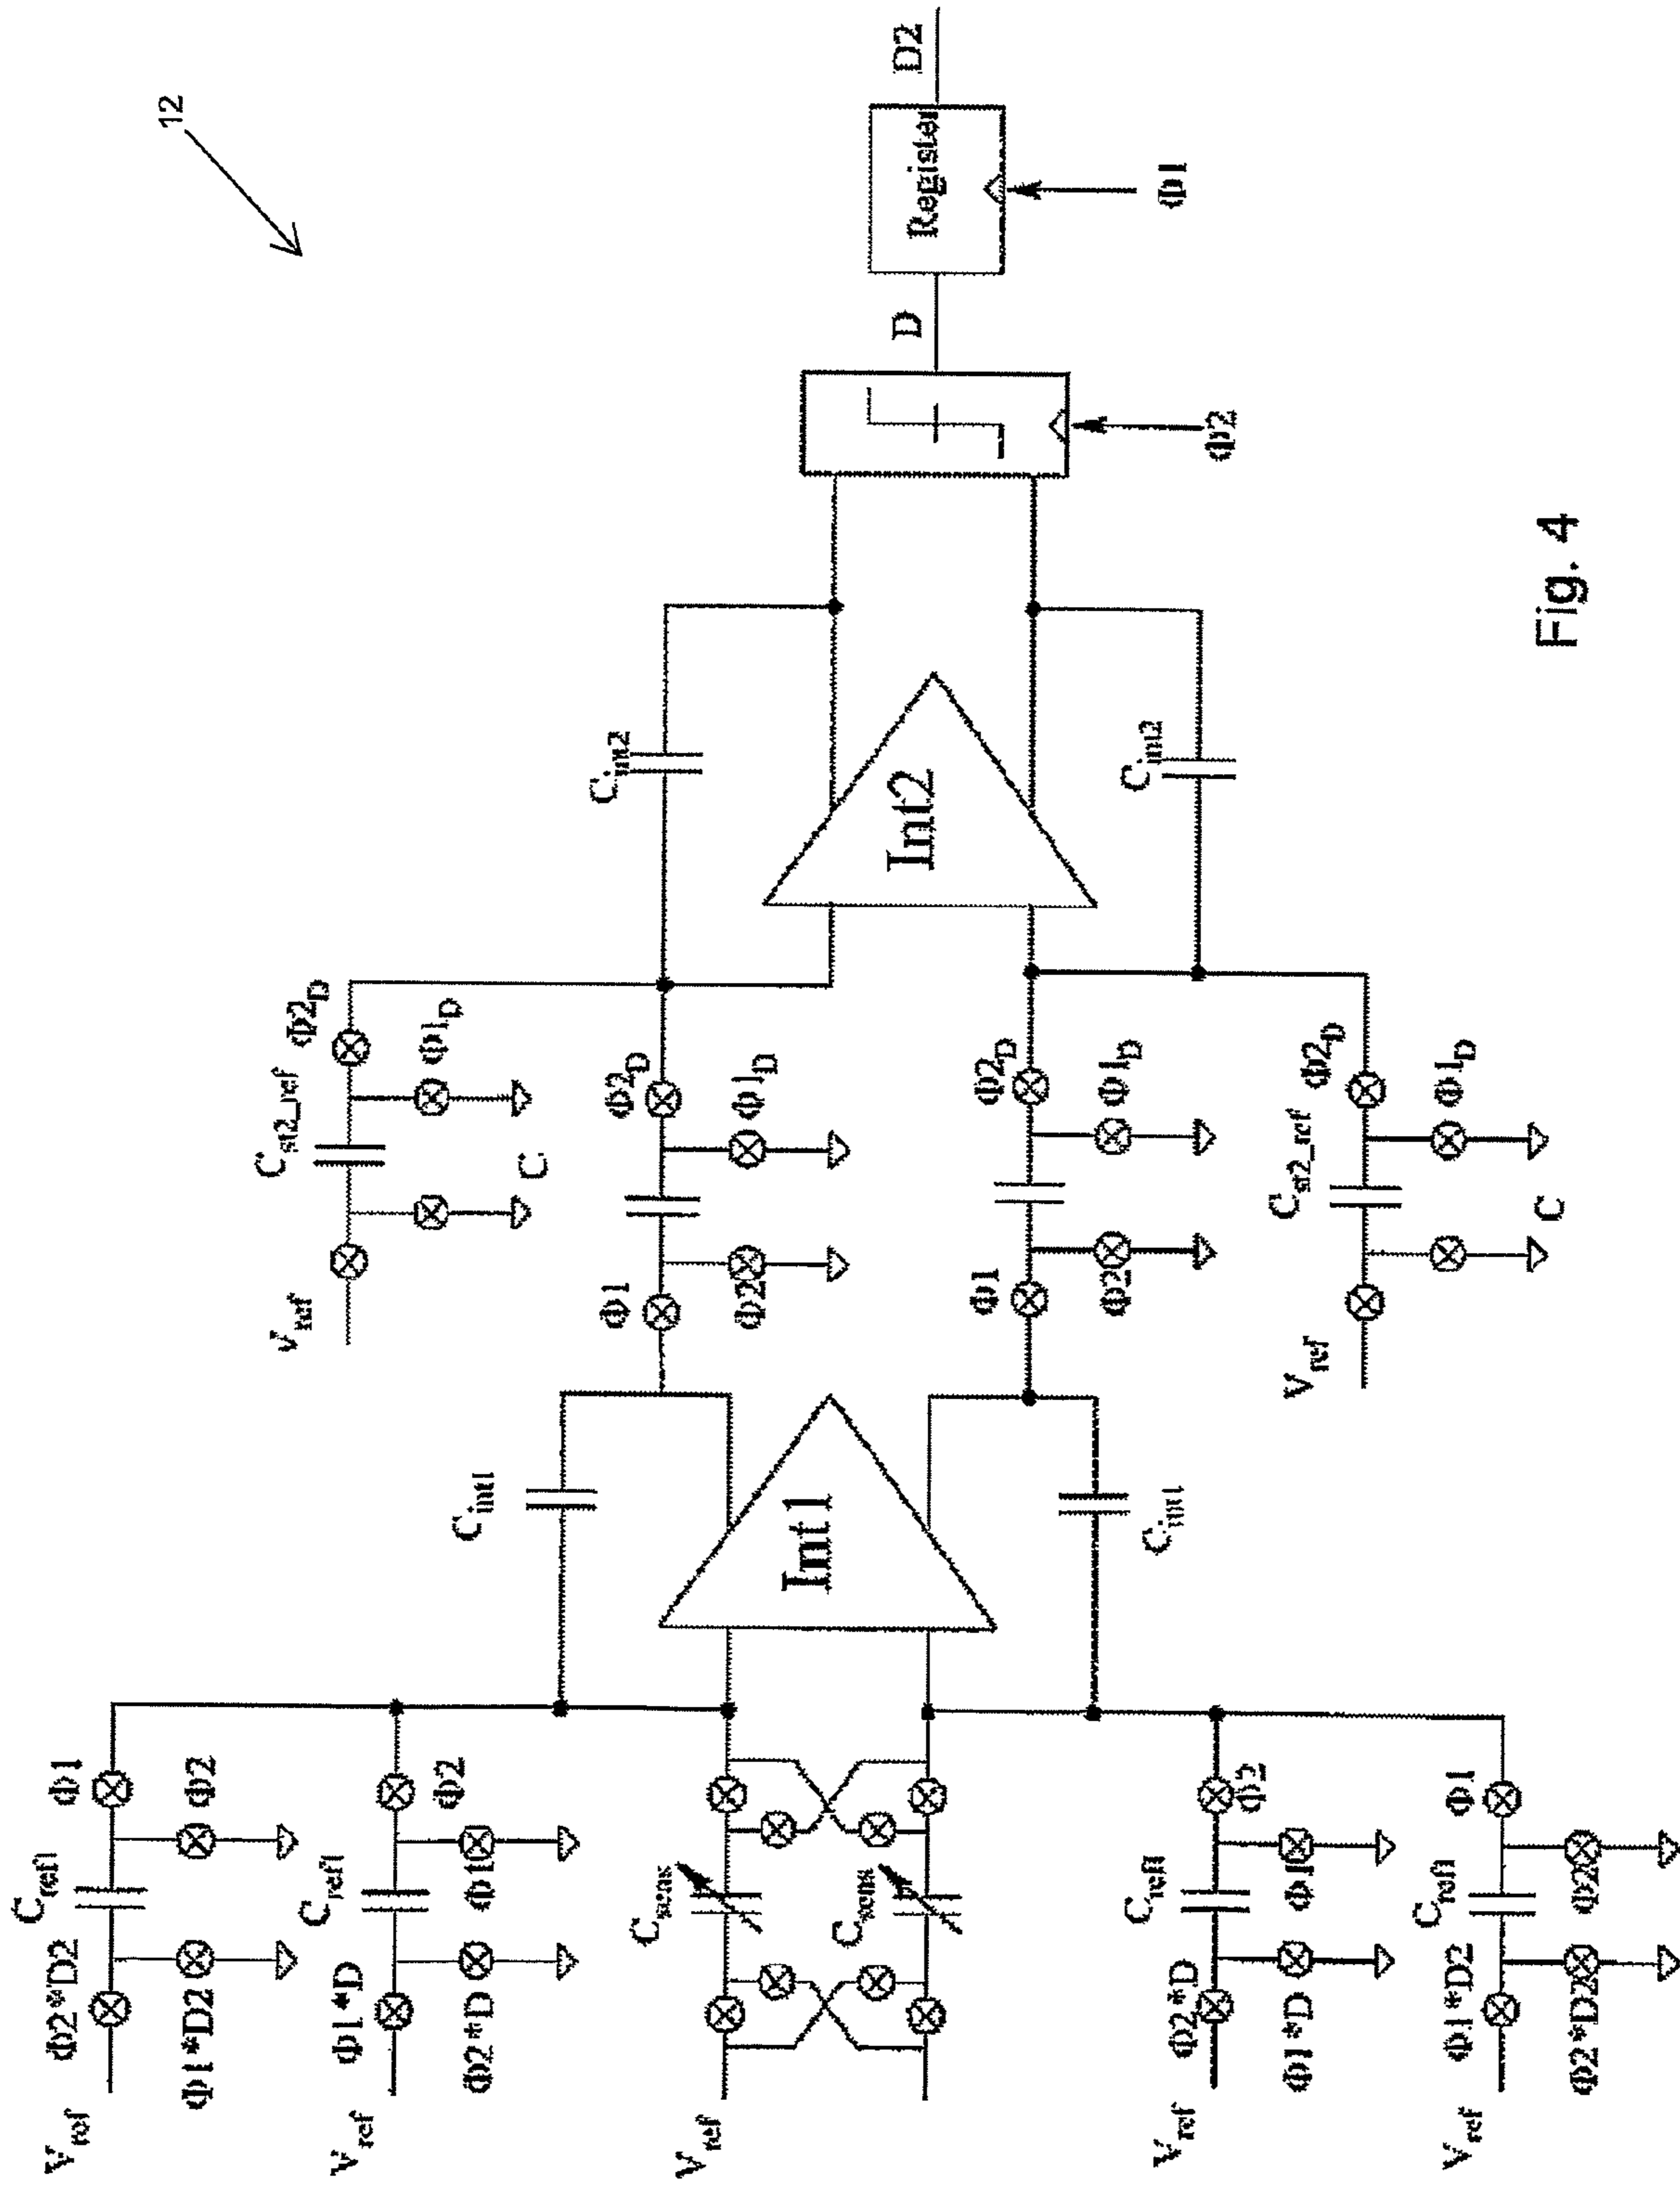 12
V_ref
Φ2*D2
Φ1*D2
C_ref1
Φ1
Φ2
V_ref
Φ1*D
Φ2*D
C_ref1
Φ2
Φ1
V_ref
C_sens
C_sens
V_ref
Φ2*D
Φ1*D
C_ref1
Φ2
Φ1
V_ref
Φ1*D2
Φ2*D2
C_ref1
Φ1
Φ2
C_int1
Int1
C_int1
V_ref
C_st2_ref
C
Φ2_D
Φ1_D
Φ1
Φ2
Φ2_D
Φ1_D
Φ1
Φ2
Φ2_D
Φ1_D
V_ref
C_st2_ref
C
Φ2_D
Φ1_D
C_int2
Int2
C_int2
Φ2
D
Register
Φ1
D2
Fig. 4